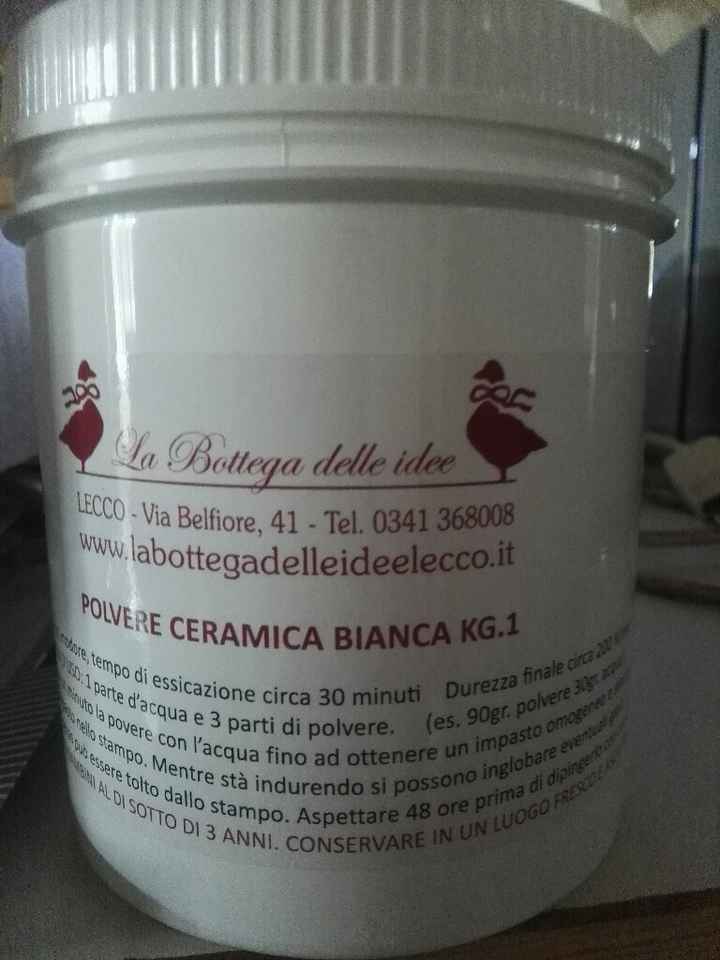 La Bottega delle idee
LECCO - Via Belfiore, 41 - Tel. 0341 368008
www.labottegadelleideelecco.it
POLVERE CERAMICA BIANCA KG.1
tempo di essicazione circa 30 minuti Durezza finale circa 200
USO: 1 parte d'acqua e 3 parti di polvere. (es. 90gr. polvere 30gr.
minuto la povere con l'acqua fino ad ottenere un impasto omogeneo e
nello stampo. Mentre stà indurendo si possono inglobare eventuali
può essere tolto dallo stampo. Aspettare 48 ore prima di dipingerlo
AL DI SOTTO DI 3 ANNI. CONSERVARE IN UN LUOGO FRESCO E